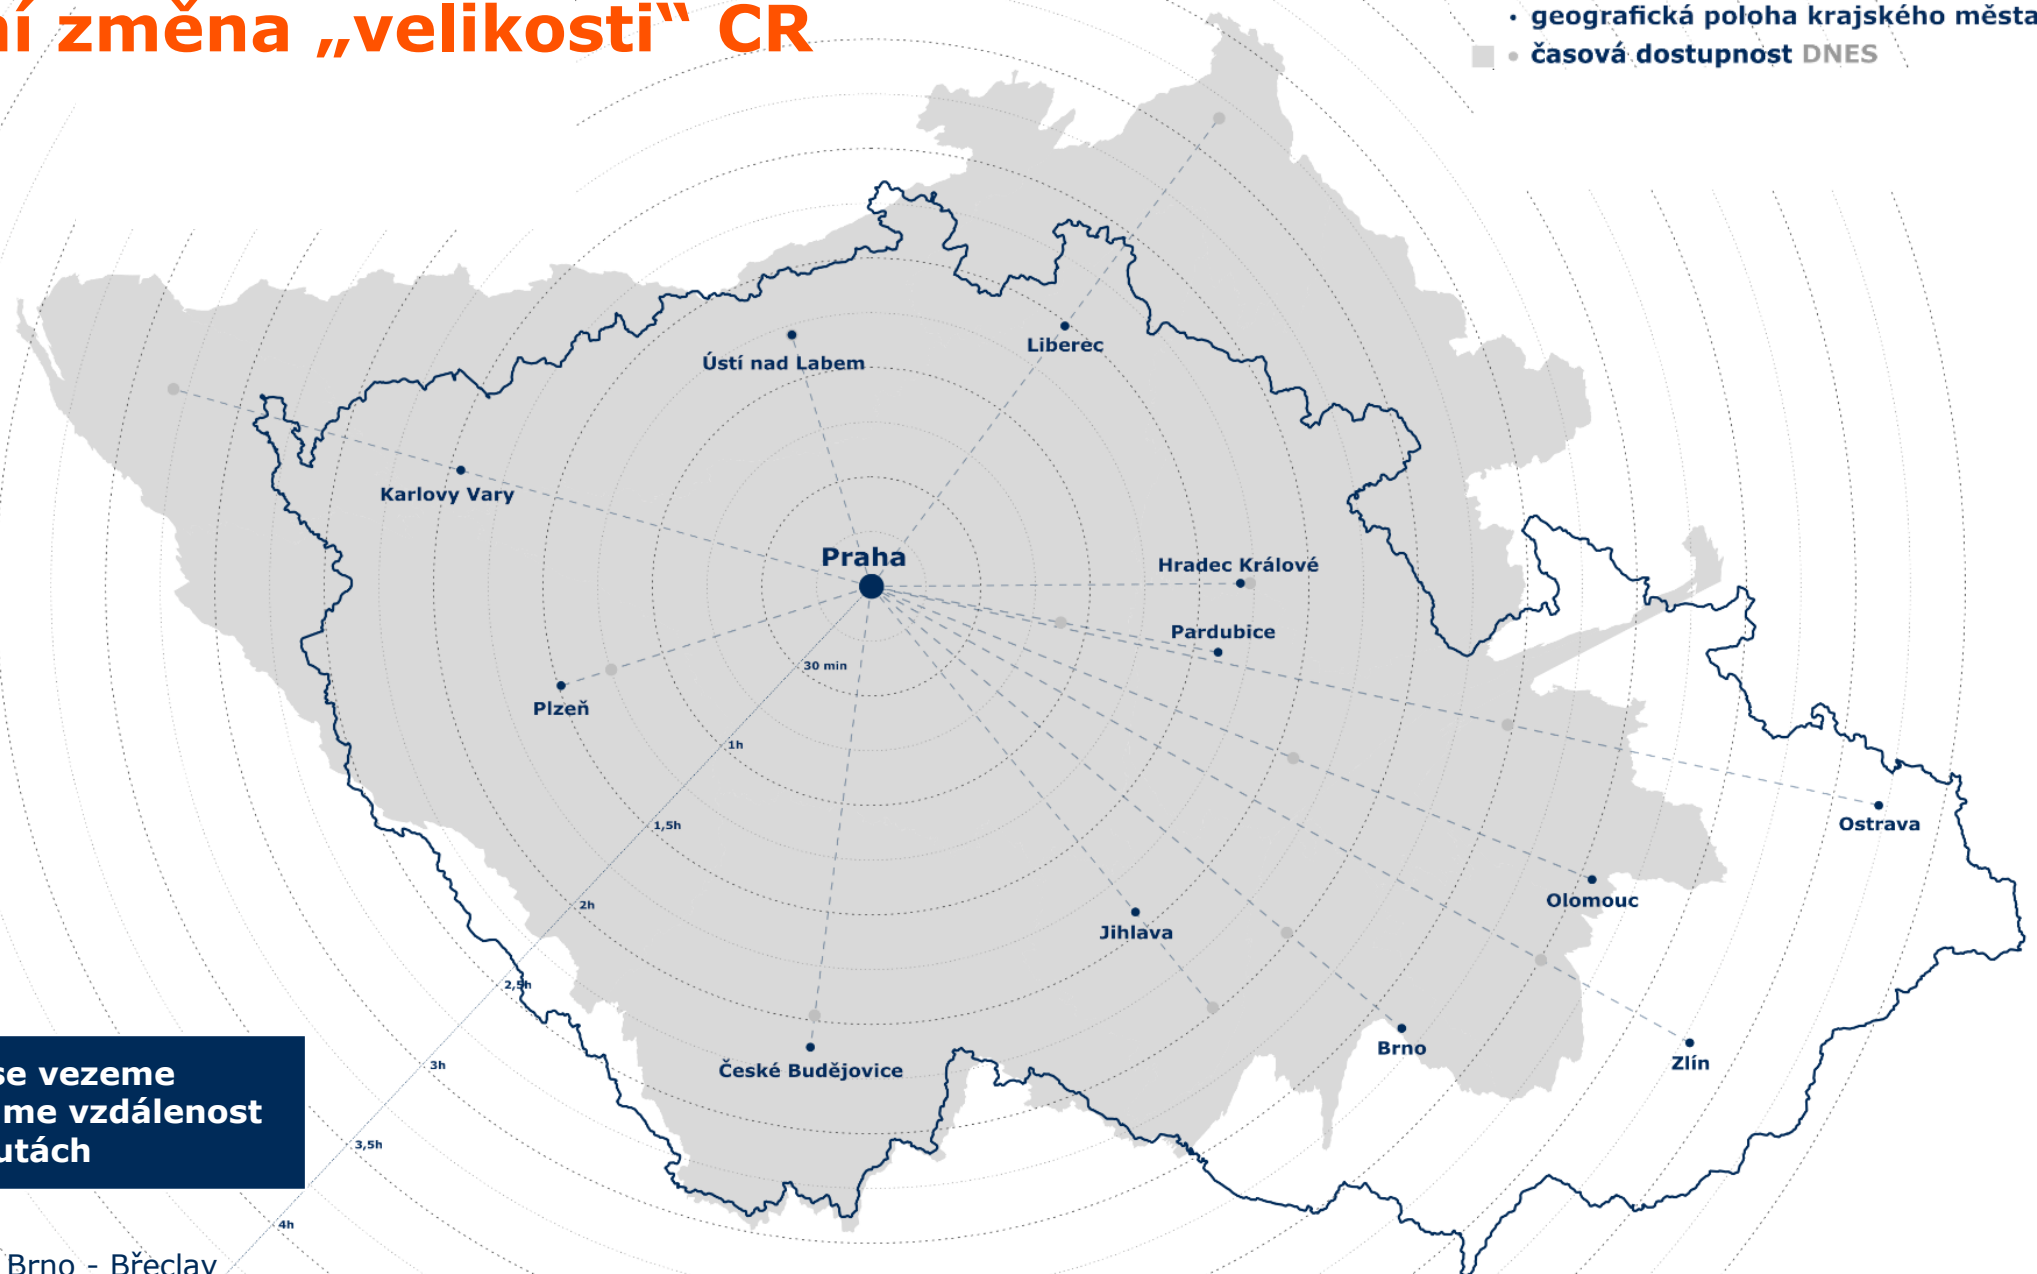 ní změna „velikosti“ CR
• geografická poloha krajského města
• časová dostupnost DNES
Liberec
Ústí nad Labem
Karlovy Vary
Praha
Hradec Králové
Pardubice
30 min
Plzeň
1h
1,5h
Ostrava
2h
Olomouc
Jihlava
2,5h
Brno
Zlín
České Budějovice
3h
se vezeme
me vzdálenost
utách
3,5h
4h
Brno - Břeclav